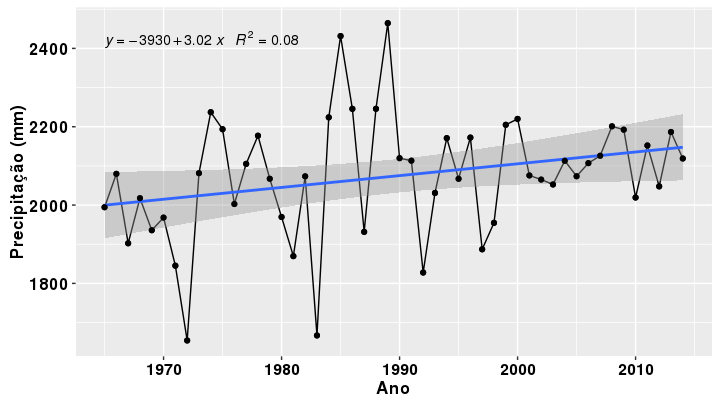 y = −3930 + 3.02 x R² = 0.08
2400
2200
2000
1800
Precipitação (mm)
1970 1980 1990 2000 2010
Ano